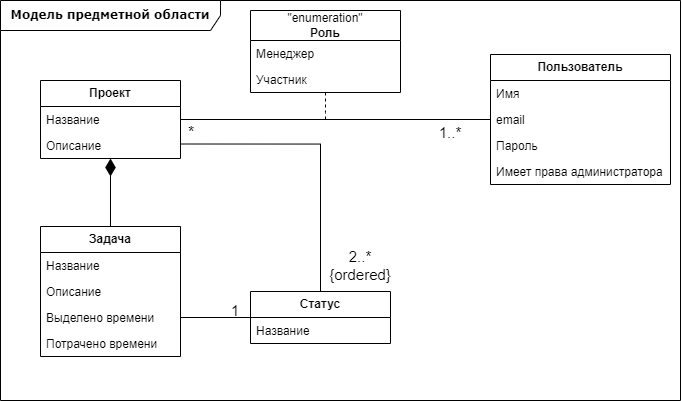 Модель предметной области
"enumeration"
Роль
Менеджер
Участник
Пользователь
Имя
email
Пароль
Имеет права администратора
Проект
Название
Описание
*
1..*
Задача
Название
Описание
Выделено времени
Потрачено времени
2..*
{ordered}
1
Статус
Название